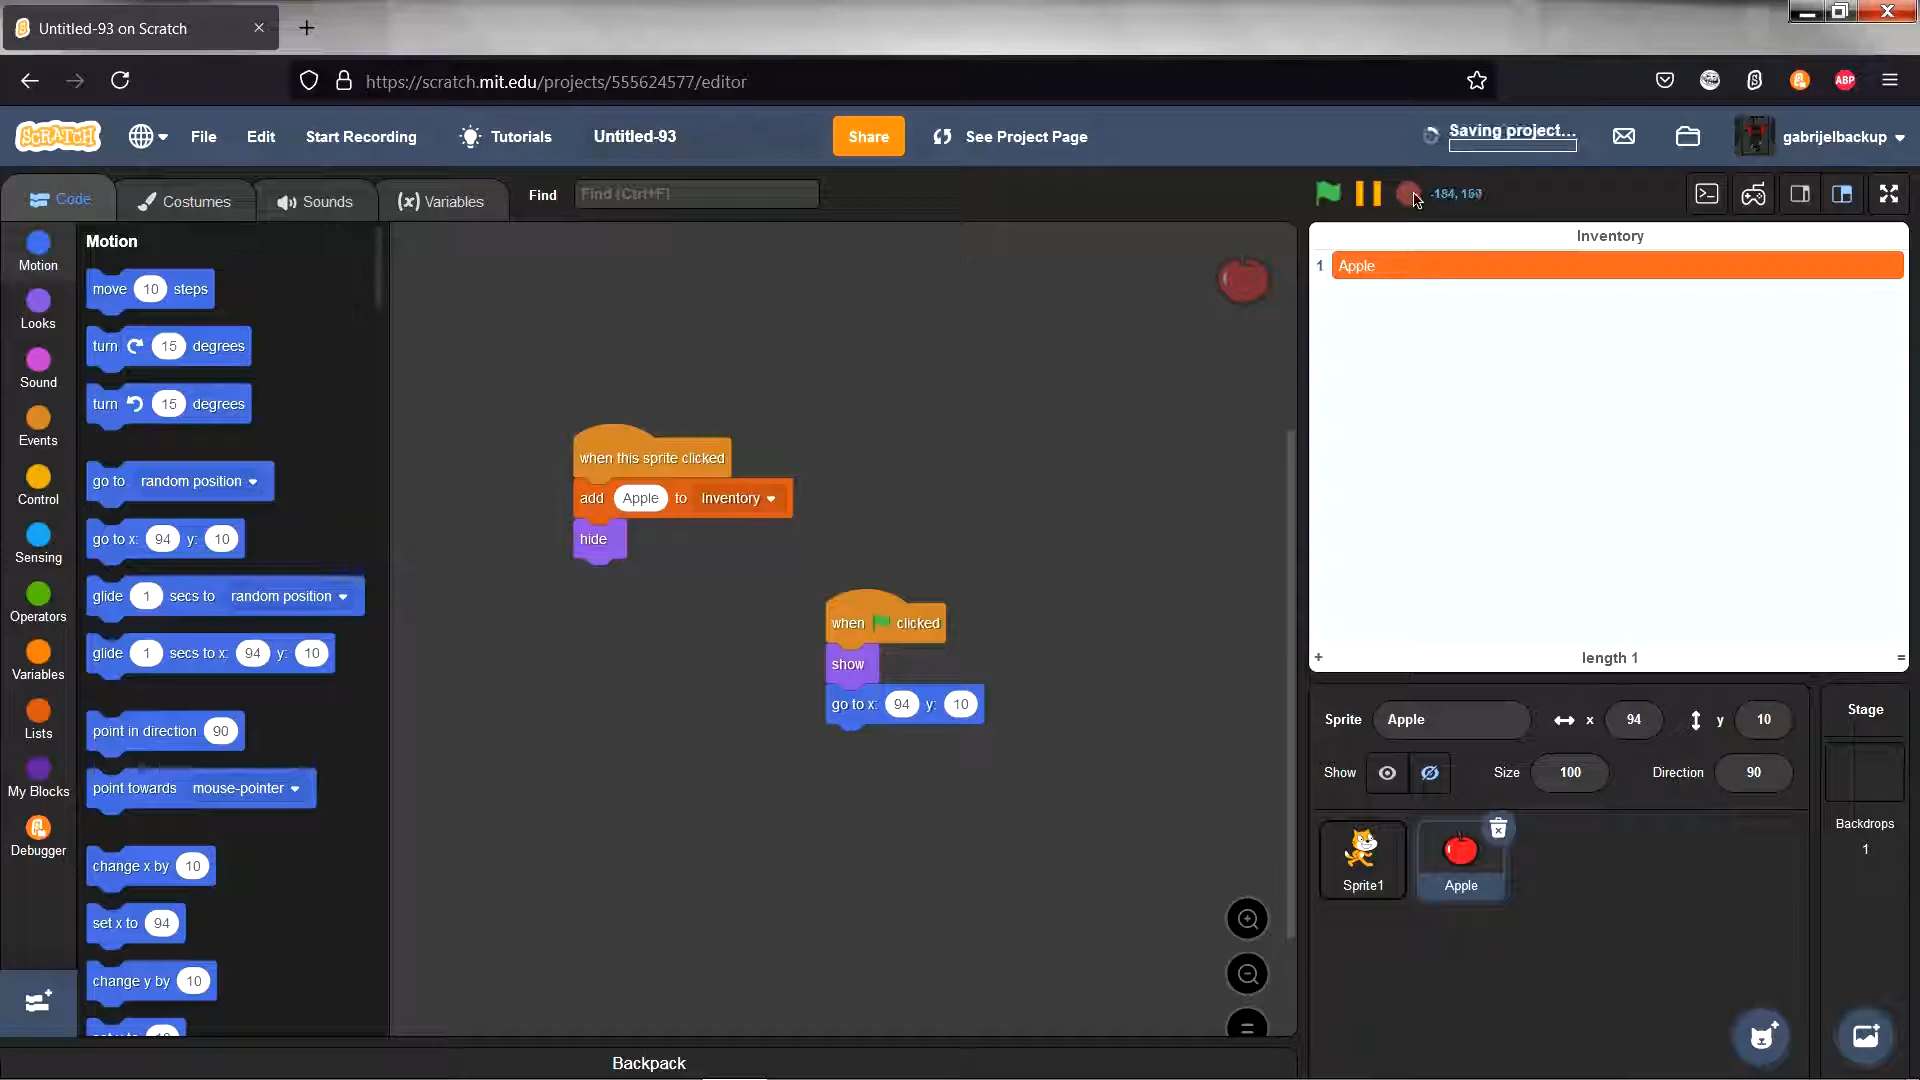 Untitled-93 on Scratch
https://scratch.mit.edu/projects/555624577/editor
ABP
SCRATCH
File
Edit
Start Recording
Tutorials
Untitled-93
Share
See Project Page
Saving project...
gabrijelbackup
Code
Costumes
Sounds
(x) Variables
Find
Find (Ctrl+F)
Motion
Looks
Sound
Events
Control
Sensing
Operators
Variables
Lists
My Blocks
Debugger
Motion
move 10 steps
turn 15 degrees
turn 15 degrees
go to random position
go to x: 94 y: 10
glide 1 secs to random position
glide 1 secs to x: 94 y: 10
point in direction 90
point towards mouse-pointer
change x by 10
set x to 94
change y by 10
when this sprite clicked
add Apple to Inventory
hide
when clicked
show
go to x: 94 y: 10
Inventory
1 Apple
+ length 1 =
Sprite Apple x 94 y 10
Show Size 100 Direction 90
Sprite1
Apple
Stage
Backdrops
1
Backpack